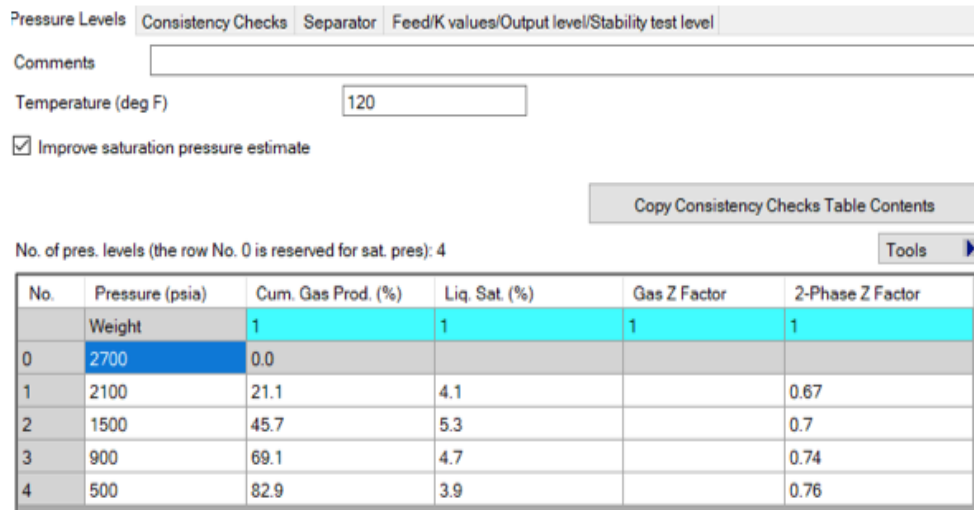 Pressure Levels Consistency Checks Separator Feed/K values/Output level/Stability test level
Comments
Temperature (deg F) 120
Improve saturation pressure estimate
Copy Consistency Checks Table Contents
No. of pres. levels (the row No. 0 is reserved for sat. pres): 4 Tools
No. Pressure (psia) Cum. Gas Prod. (%) Liq. Sat. (%) Gas Z Factor 2-Phase Z Factor
Weight 1 1 1 1
0 2700 0.0
1 2100 21.1 4.1 0.67
2 1500 45.7 5.3 0.7
3 900 69.1 4.7 0.74
4 500 82.9 3.9 0.76